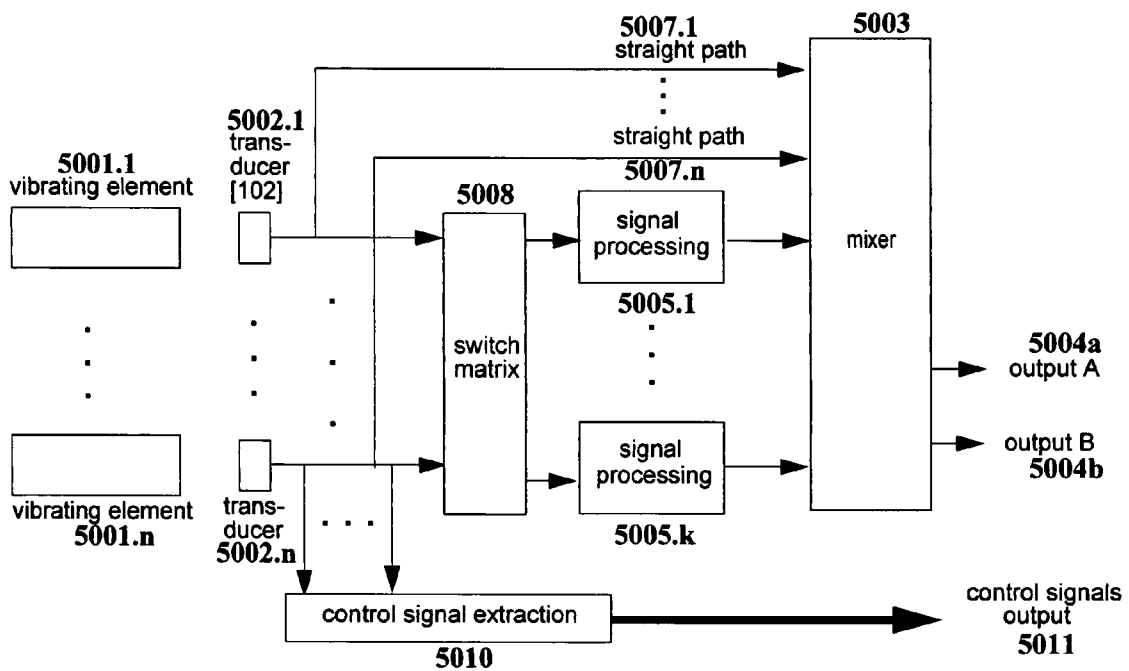 5007.1
straight path
5003
5002.1
trans-
ducer
[102]
5001.1
vibrating element
straight path
5007.n
5008
signal
processing
mixer
5005.1
switch
matrix
5004a
output A
signal
processing
output B
5004b
vibrating element
5001.n
trans-
ducer
5002.n
5005.k
control signal extraction
5010
control signals
output
5011